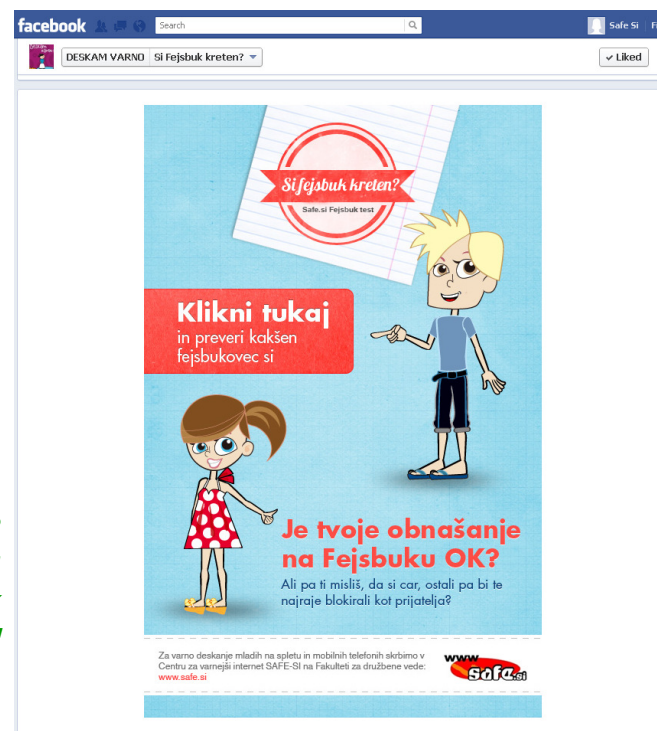 facebook
Search
Safe Si
DESKAM VARNO
Si Fejsbuk kreten?
Liked
Si fejsbuk kreten?
Safe.si Fejsbuk test
Klikni tukaj
in preveri kakšen
fejsbukovec si
Je tvoje obnašanje
na Fejsbuku OK?
Ali pa ti misliš, da si car, ostali pa bi te
najraje blokirali kot prijatelja?
Za varno deskanje mladih na spletu in mobilnih telefonih skrbimo v
Centru za varnejši internet SAFE-SI na Fakulteti za družbene vede:
www.safe.si
www.
safe.si